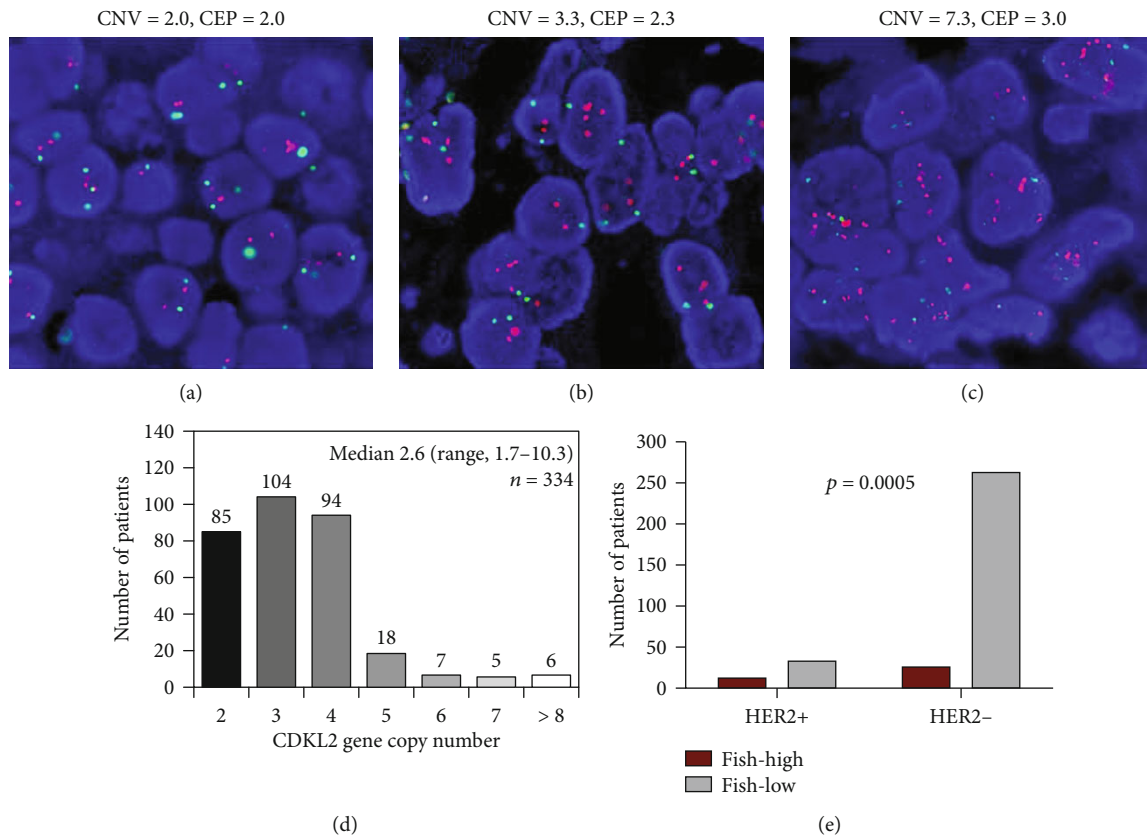 CNV = 2.0, CEP = 2.0
CNV = 3.3, CEP = 2.3
CNV = 7.3, CEP = 3.0
(a)
(b)
(c)
Number of patients
140
120
100
80
60
40
20
0
Median 2.6 (range, 1.7–10.3)
n = 334
85
104
94
18
7
5
6
2
3
4
5
6
7
> 8
CDKL2 gene copy number
(d)
Number of patients
300
250
200
150
100
50
0
p = 0.0005
HER2+
HER2–
Fish-high
Fish-low
(e)